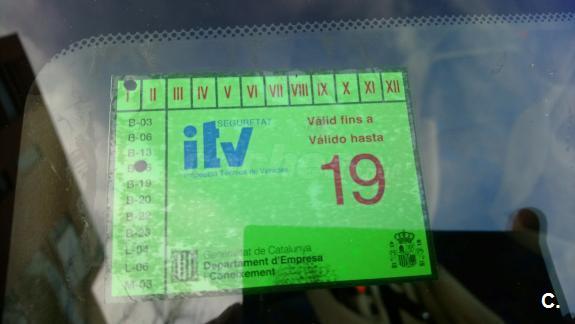 I II III IV V VI VII VIII IX X XI XII
B-03
B-06
B-13
B-19
B-20
B-22
B-23
L-04
L-06
M-03
SEGURETAT
itv
Inspecció Tècnica de Vehicles
Vàlid fins a
Válido hasta
19
Generalitat de Catalunya
Departament d'Empresa
i Coneixement
C.